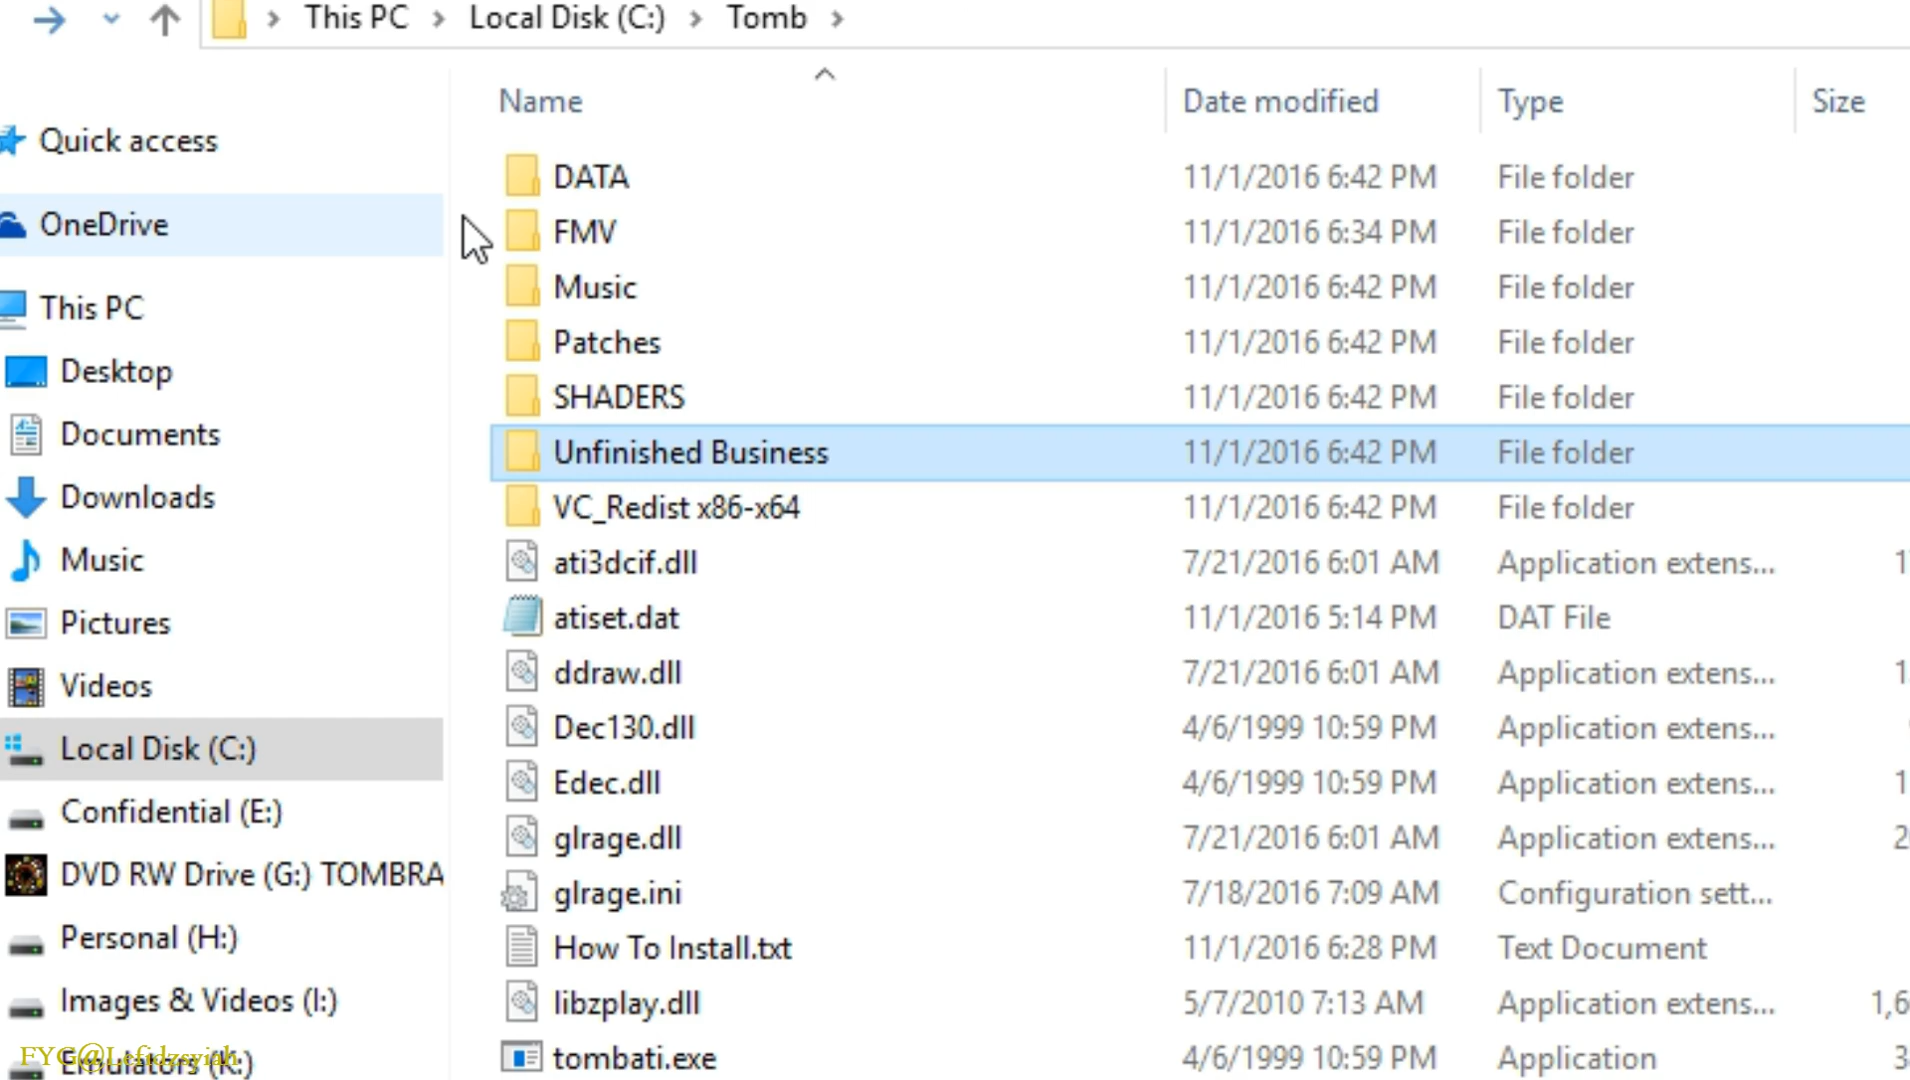 This PC > Local Disk (C:) > Tomb >
Name Date modified Type Size
Quick access
OneDrive
This PC
Desktop
Documents
Downloads
Music
Pictures
Videos
Local Disk (C:)
Confidential (E:)
DVD RW Drive (G:) TOMBRA
Personal (H:)
Images & Videos (I:)
Emulators (K:)
DATA 11/1/2016 6:42 PM File folder
FMV 11/1/2016 6:34 PM File folder
Music 11/1/2016 6:42 PM File folder
Patches 11/1/2016 6:42 PM File folder
SHADERS 11/1/2016 6:42 PM File folder
Unfinished Business 11/1/2016 6:42 PM File folder
VC_Redist x86-x64 11/1/2016 6:42 PM File folder
ati3dcif.dll 7/21/2016 6:01 AM Application extens...
atiset.dat 11/1/2016 5:14 PM DAT File
ddraw.dll 7/21/2016 6:01 AM Application extens...
Dec130.dll 4/6/1999 10:59 PM Application extens...
Edec.dll 4/6/1999 10:59 PM Application extens...
glrage.dll 7/21/2016 6:01 AM Application extens...
glrage.ini 7/18/2016 7:09 AM Configuration sett...
How To Install.txt 11/1/2016 6:28 PM Text Document
libzplay.dll 5/7/2010 7:13 AM Application extens... 1,6
tombati.exe 4/6/1999 10:59 PM Application